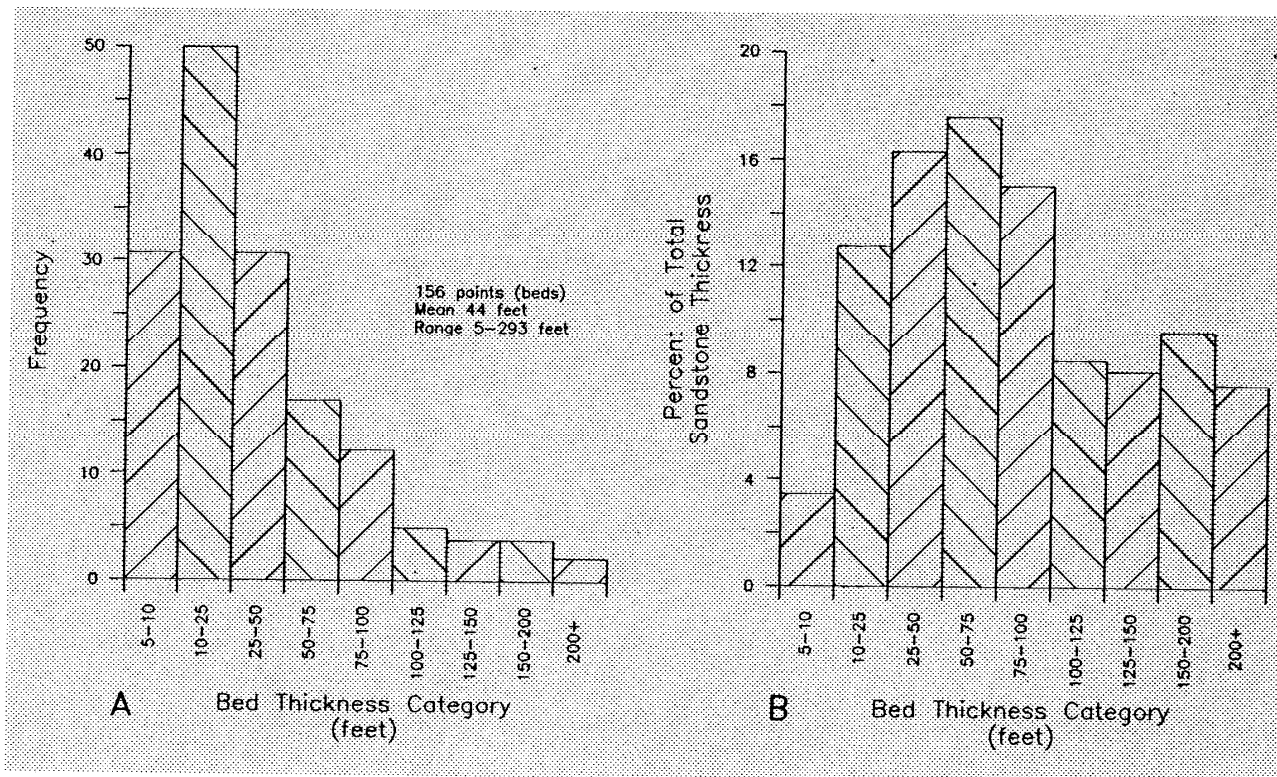 50
40
30
20
10
0
Frequency
156 points (beds)
Mean 44 feet
Range 5-293 feet
5-10
10-25
25-50
50-75
75-100
100-125
125-150
150-200
200+
A
Bed Thickness Category
(feet)
20
16
12
8
4
0
Percent of Total
Sandstone Thickness
5-10
10-25
25-50
50-75
75-100
100-125
125-150
150-200
200+
B
Bed Thickness Category
(feet)